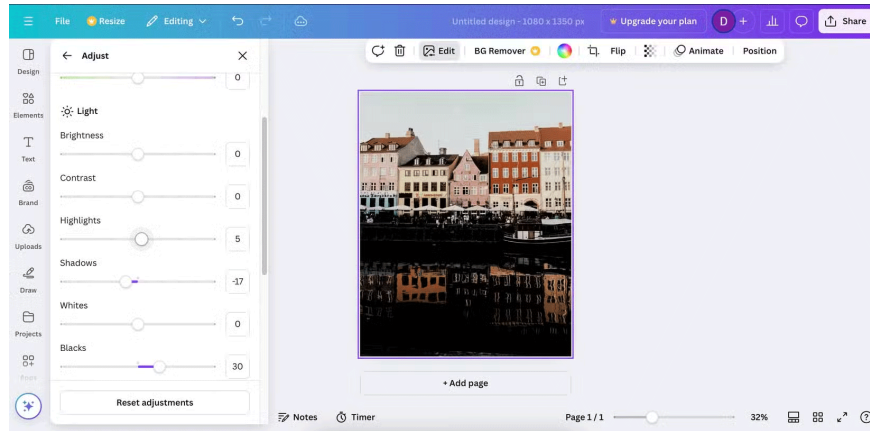 File Resize Editing Untitled design - 1080 x 1350 px Upgrade your plan D + Share
Design
Elements
Text
Brand
Uploads
Draw
Projects
Apps
Adjust
0
Light
Brightness
0
Contrast
0
Highlights
5
Shadows
-17
Whites
0
Blacks
30
Reset adjustments
Edit BG Remover Flip Animate Position
+ Add page
Notes Timer Page 1 / 1 32%